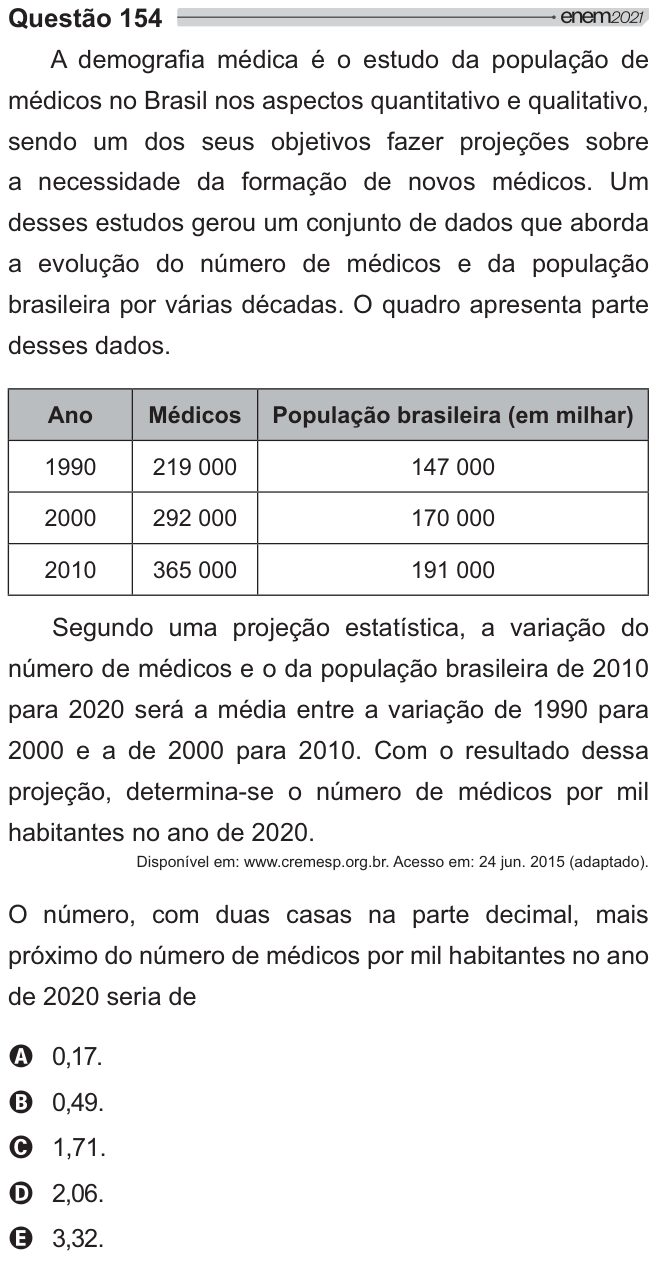 Questão 154 enem2021
A demografia médica é o estudo da população de
médicos no Brasil nos aspectos quantitativo e qualitativo,
sendo um dos seus objetivos fazer projeções sobre
a necessidade da formação de novos médicos. Um
desses estudos gerou um conjunto de dados que aborda
a evolução do número de médicos e da população
brasileira por várias décadas. O quadro apresenta parte
desses dados.
Ano Médicos População brasileira (em milhar)
1990 219 000 147 000
2000 292 000 170 000
2010 365 000 191 000
Segundo uma projeção estatística, a variação do
número de médicos e o da população brasileira de 2010
para 2020 será a média entre a variação de 1990 para
2000 e a de 2000 para 2010. Com o resultado dessa
projeção, determina-se o número de médicos por mil
habitantes no ano de 2020.
Disponível em: www.cremesp.org.br. Acesso em: 24 jun. 2015 (adaptado).
O número, com duas casas na parte decimal, mais
próximo do número de médicos por mil habitantes no ano
de 2020 seria de
A 0,17.
B 0,49.
C 1,71.
D 2,06.
E 3,32.